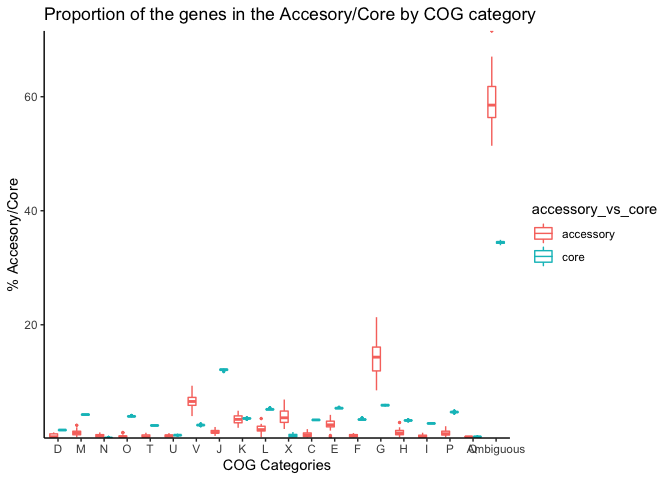 Proportion of the genes in the Accesory/Core by COG category
% Accesory/Core
60
40
20
D M N O T U V J K L X C E F G H I P Q Ambiguous
COG Categories
accessory_vs_core
accessory
core